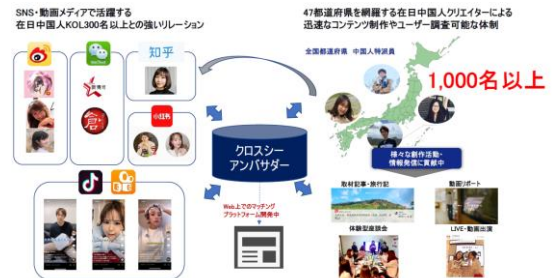 SNS・動画メディアで活躍する
在日中国人KOL300名以上との強いリレーション
47都道府県を網羅する在日中国人クリエイターによる
迅速なコンテンツ制作やユーザー調査可能な体制
知乎
全国都道府県 中国人特派員
1,000名以上
小红书
クロスシー
アンバサダー
様々な創作活動・
情報発信に貢献中
Web上でのマッチング
プラットフォーム開発中
取材記事・旅行記
動画リポート
体験型座談会
LIVE・動画出演